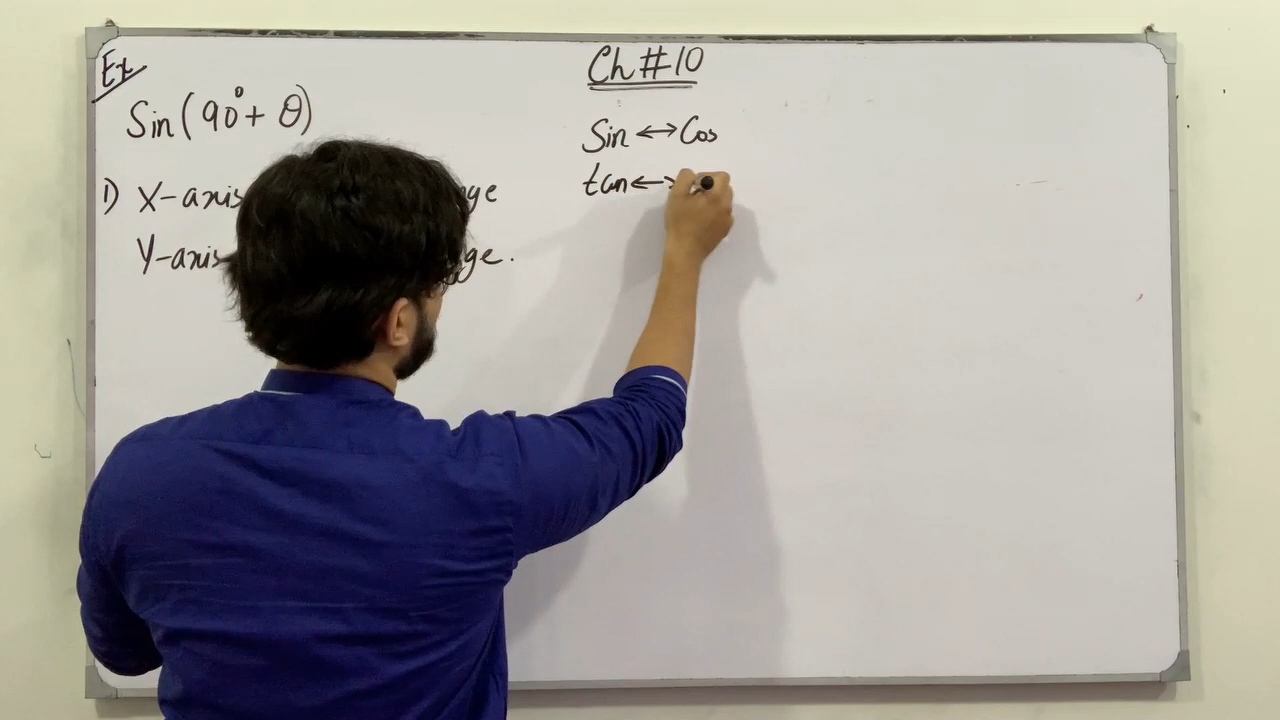 Ex
Ch #10
Sin(90°+ θ)
Sin ↔ Cos
tan ↔
1) X-axis
Y-axis